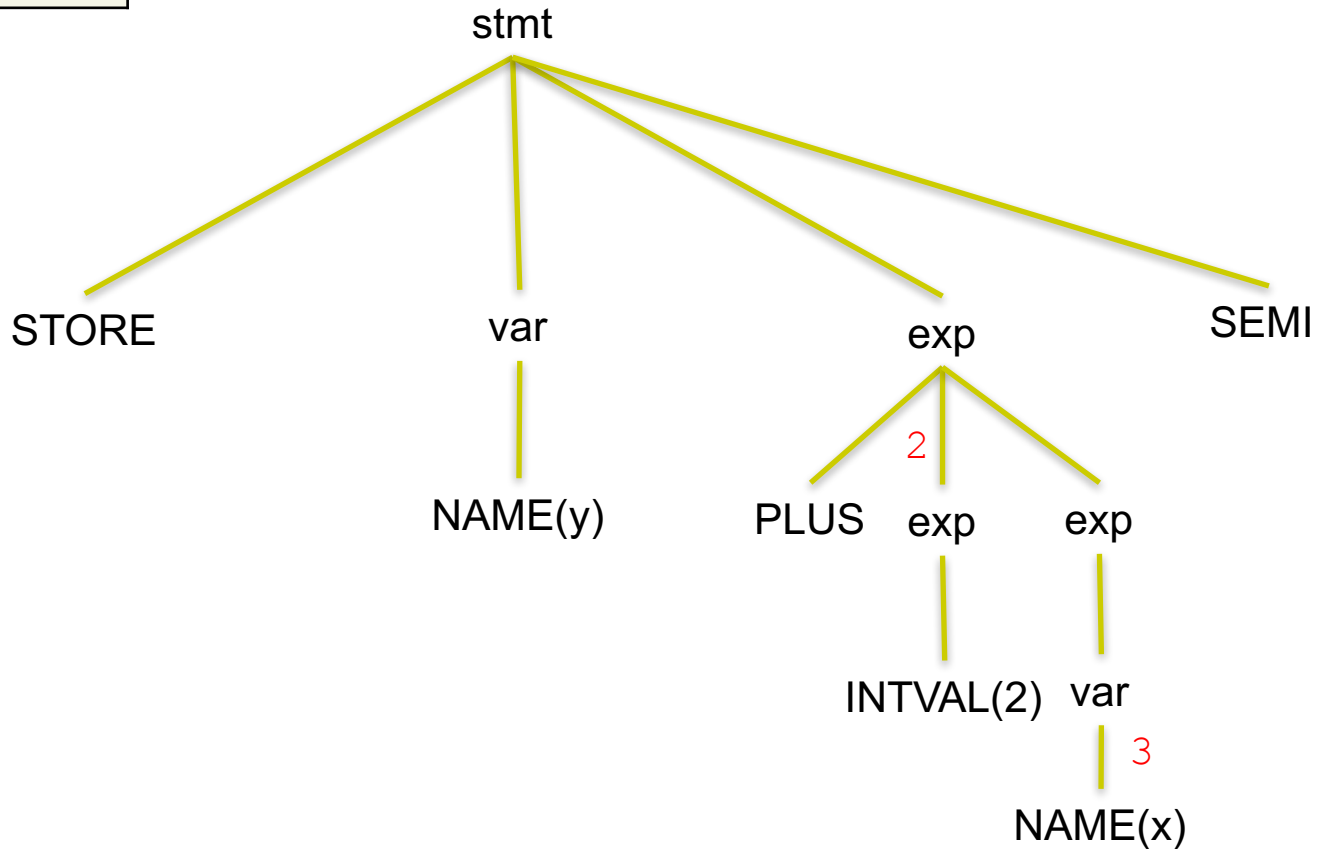 stmt
STORE var exp SEMI
2
NAME(y) PLUS exp exp
INTVAL(2) var
3
NAME(x)